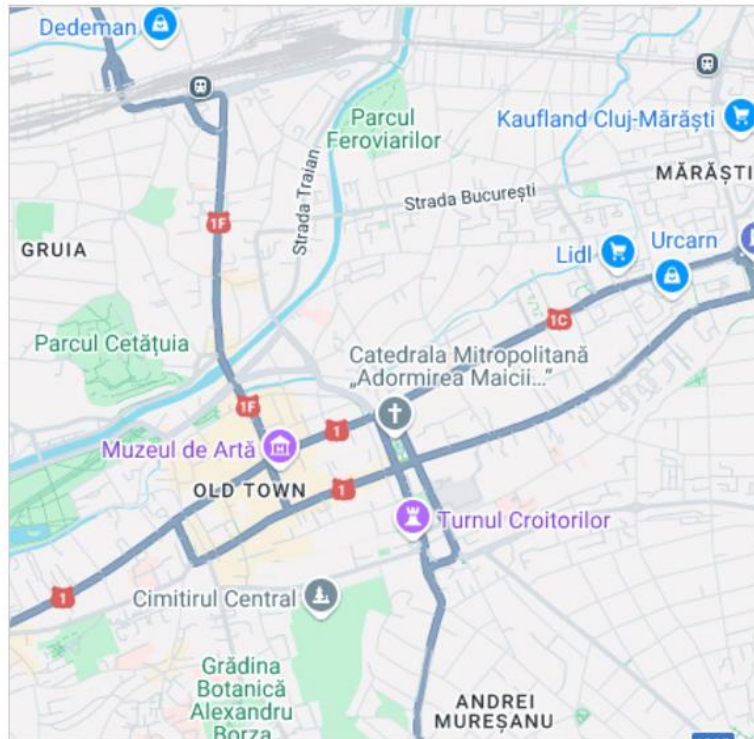 Dedeman
Parcul
Feroviarilor
Kaufland Cluj-Mărăști
MĂRĂȘTI
Strada București
Strada Traian
1F
GRUIA
Urcarn
Lidl
1C
Parcul Cetățuia
Catedrala Mitropolitană
„Adormirea Maicii...“
1F
1
Muzeul de Artă
OLD TOWN
1
Turnul Croitorilor
1
Cimitirul Central
Grădina
Botanică
Alexandru
Borza
ANDREI
MUREȘANU